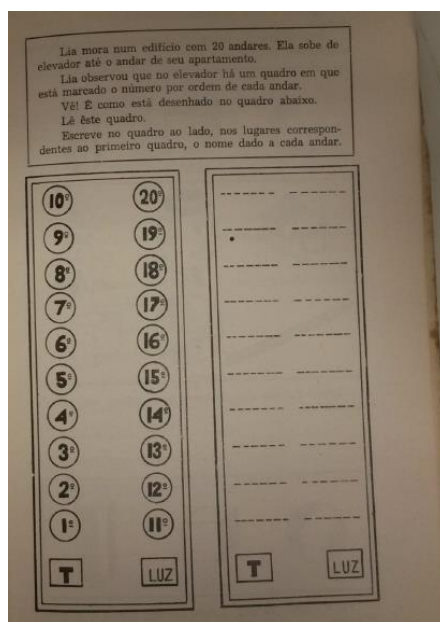 Lia mora num edifício com 20 andares. Ela sobe de
elevador até o andar de seu apartamento.
Lia observou que no elevador há um quadro em que
está marcado o número por ordem de cada andar.
Vê! É como está desenhado no quadro abaixo.
Lê êste quadro.
Escreve no quadro ao lado, nos lugares correspon-
dentes ao primeiro quadro, o nome dado a cada andar.
10º 20º
9º 19º
8º 18º
7º 17º
6º 16º
5º 15º
4º 14º
3º 13º
2º 12º
1º 11º
T LUZ
T LUZ